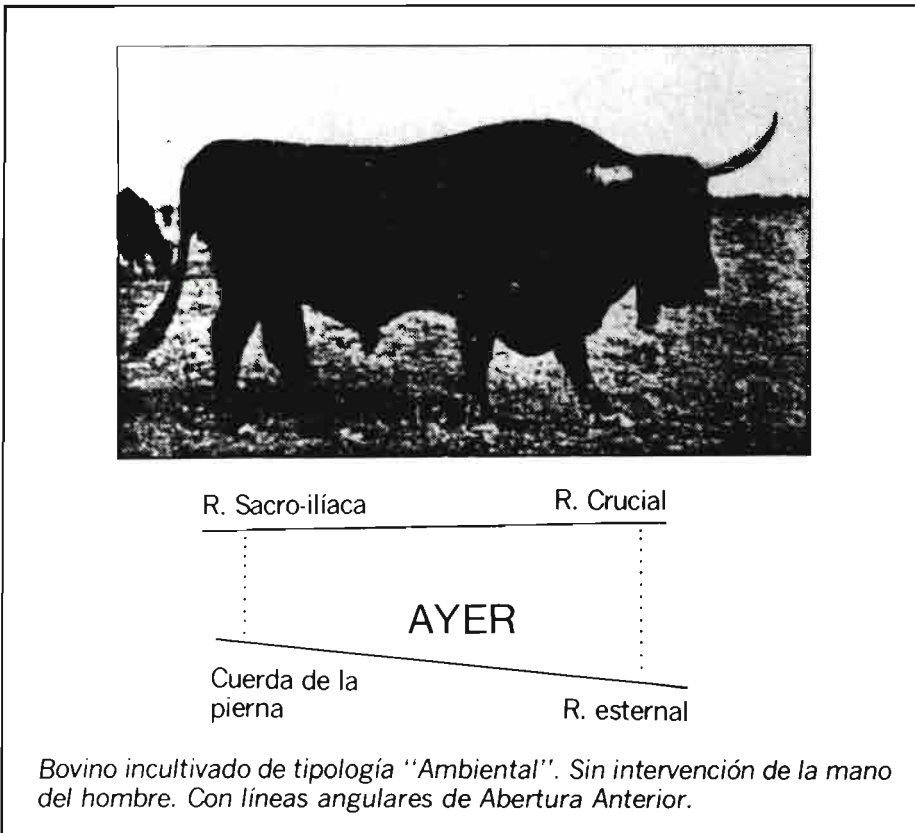 R. Sacro-ilíaca
R. Crucial
AYER
Cuerda de la
pierna
R. esternal
Bovino incultivado de tipología "Ambiental". Sin intervención de la mano
del hombre. Con líneas angulares de Abertura Anterior.